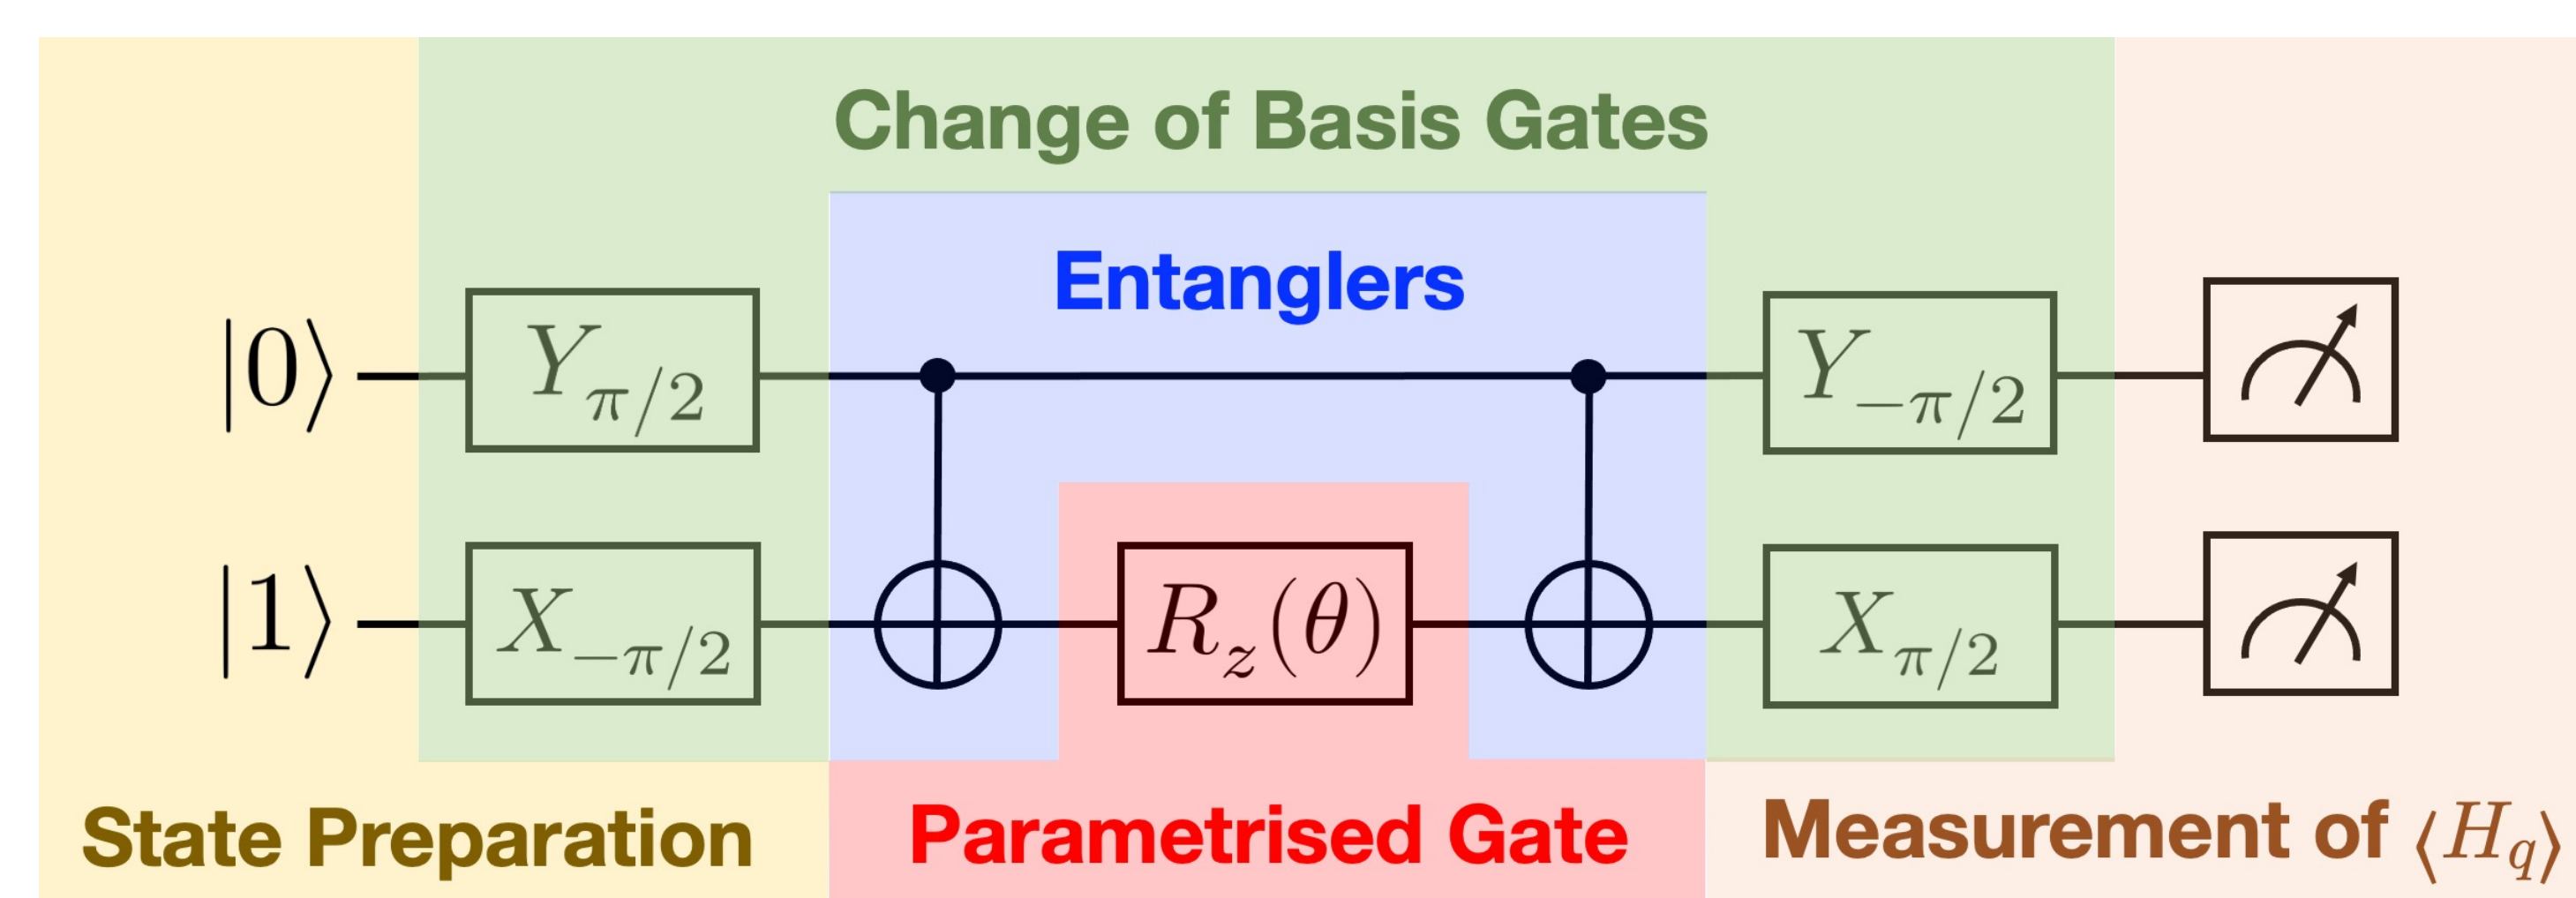 Change of Basis Gates
Entanglers
|0⟩ Y_{π/2} Y_{−π/2}
|1⟩ X_{−π/2} R_z(θ) X_{π/2}
State Preparation Parametrised Gate Measurement of ⟨H_q⟩